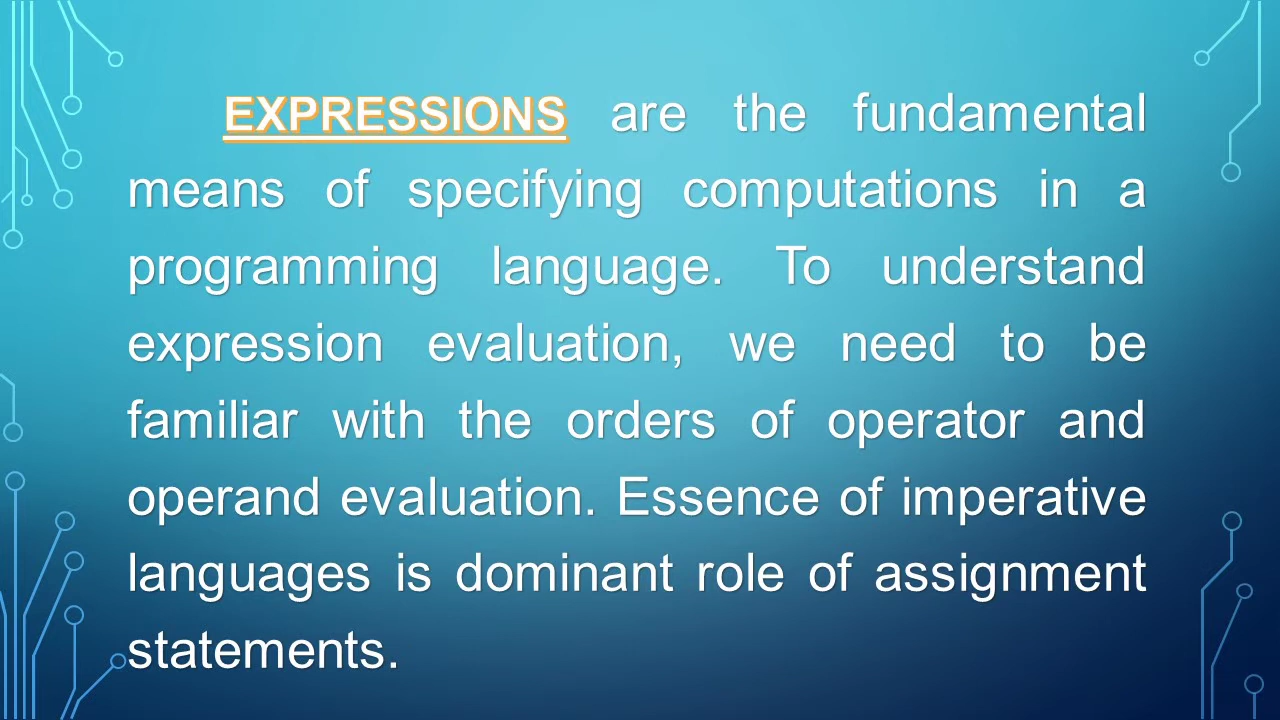 EXPRESSIONS are the fundamental
means of specifying computations in a
programming language. To understand
expression evaluation, we need to be
familiar with the orders of operator and
operand evaluation. Essence of imperative
languages is dominant role of assignment
statements.